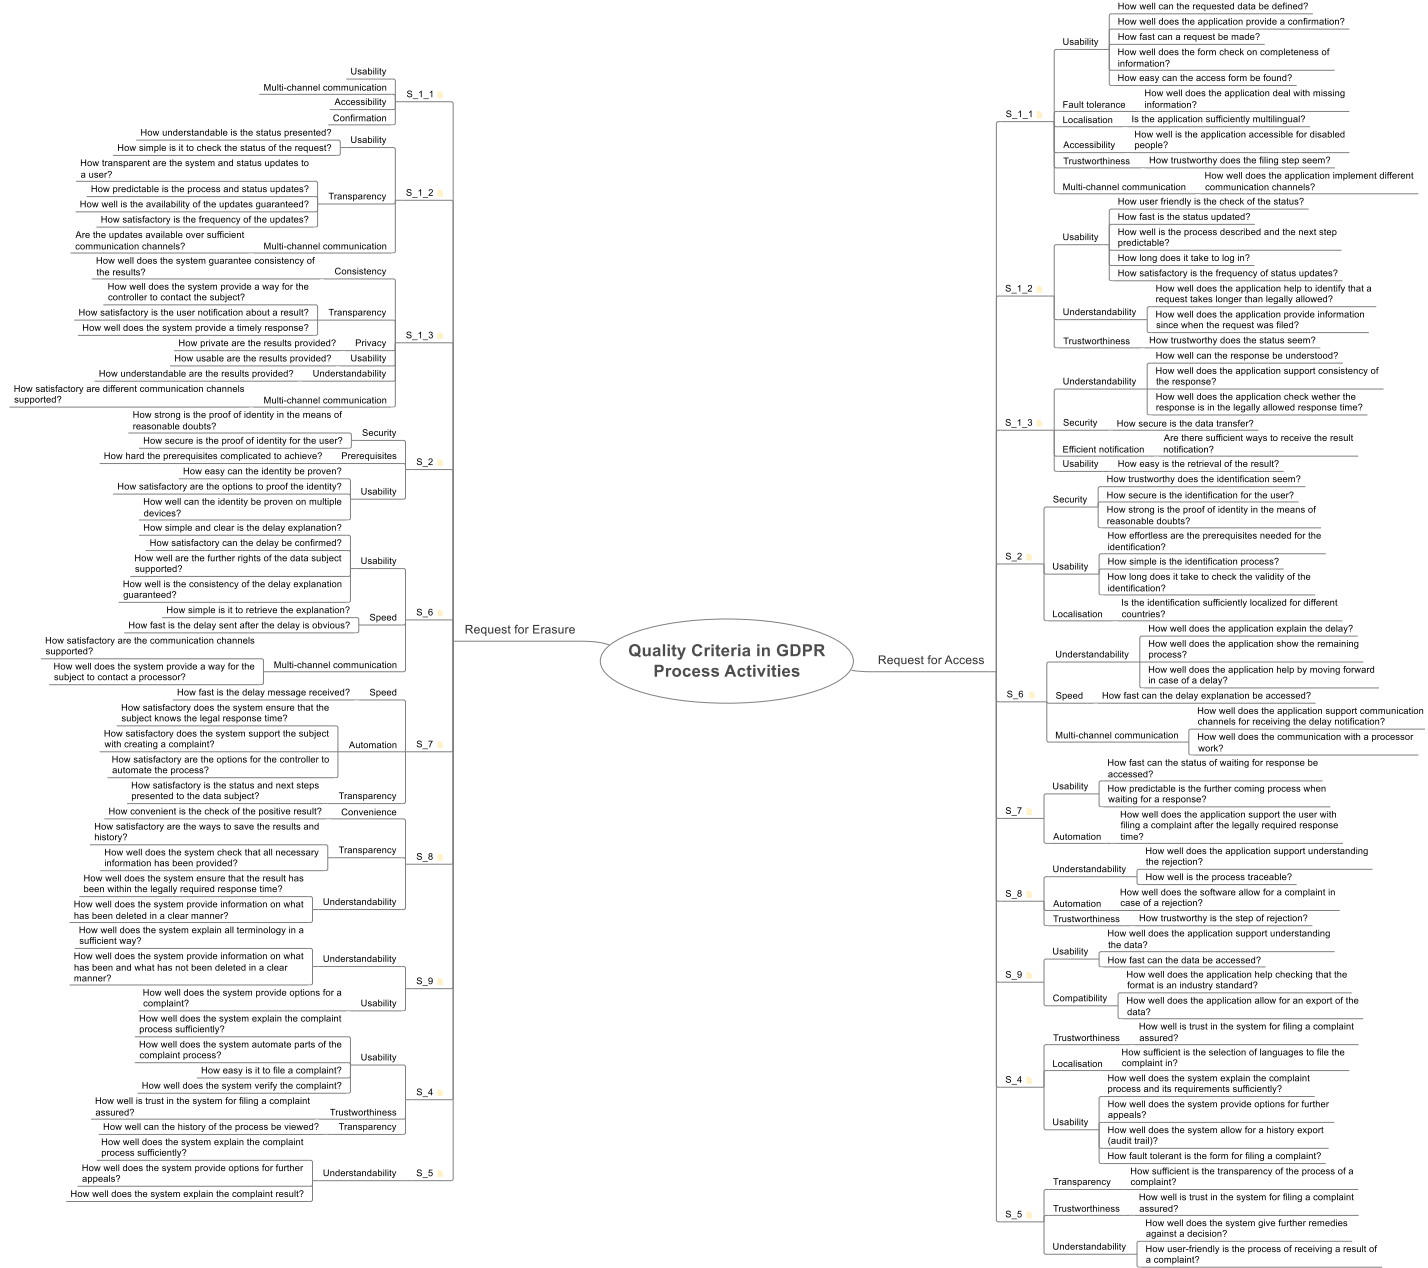 Quality Criteria in GDPR
Process Activities
Request for Erasure
S_1_1
Usability
Multi-channel communication
Accessibility
Confirmation
S_1_2
Usability
How understandable is the status presented?
How simple is it to check the status of the request?
Transparency
How transparent are the system and status updates to
a user?
How predictable is the process and status updates?
How well is the availability of the updates guaranteed?
How satisfactory is the frequency of the updates?
Multi-channel communication
Are the updates available over sufficient
communication channels?
S_1_3
Consistency
How well does the system guarantee consistency of
the results?
Transparency
How well does the system provide a way for the
controller to contact the subject?
How satisfactory is the user notification about a result?
How well does the system provide a timely response?
Privacy
How private are the results provided?
Usability
How usable are the results provided?
Understandability
How understandable are the results provided?
Multi-channel communication
How satisfactory are different communication channels
supported?
S_2
Security
How strong is the proof of identity in the means of
reasonable doubts?
How secure is the proof of identity for the user?
Prerequisites
How hard the prerequisites complicated to achieve?
Usability
How easy can the identity be proven?
How satisfactory are the options to proof the identity?
How well can the identity be proven on multiple
devices?
S_6
Usability
How simple and clear is the delay explanation?
How satisfactory can the delay be confirmed?
How well are the further rights of the data subject
supported?
How well is the consistency of the delay explanation
guaranteed?
Speed
How simple is it to retrieve the explanation?
How fast is the delay sent after the delay is obvious?
Multi-channel communication
How satisfactory are the communication channels
supported?
How well does the system provide a way for the
subject to contact a processor?
S_7
Speed
How fast is the delay message received?
Automation
How satisfactory does the system ensure that the
subject knows the legal response time?
How satisfactory does the system support the subject
with creating a complaint?
How satisfactory are the options for the controller to
automate the process?
Transparency
How satisfactory is the status and next steps
presented to the data subject?
S_8
Convenience
How convenient is the check of the positive result?
Transparency
How satisfactory are the ways to save the results and
history?
How well does the system check that all necessary
information has been provided?
Understandability
How well does the system ensure that the result has
been within the legally required response time?
How well does the system provide information on what
has been deleted in a clear manner?
S_9
Understandability
How well does the system explain all terminology in a
sufficient way?
How well does the system provide information on what
has been and what has not been deleted in a clear
manner?
Usability
How well does the system provide options for a
complaint?
S_4
Usability
How well does the system explain the complaint
process sufficiently?
How well does the system automate parts of the
complaint process?
How easy is it to file a complaint?
How well does the system verify the complaint?
Trustworthiness
How well is trust in the system for filing a complaint
assured?
Transparency
How well can the history of the process be viewed?
S_5
Understandability
How well does the system explain the complaint
process sufficiently?
How well does the system provide options for further
appeals?
How well does the system explain the complaint result?
Request for Access
S_1_1
Usability
How well can the requested data be defined?
How well does the application provide a confirmation?
How fast can a request be made?
How well does the form check on completeness of
information?
How easy can the access form be found?
Fault tolerance
How well does the application deal with missing
information?
Localisation
Is the application sufficiently multilingual?
Accessibility
How well is the application accessible for disabled
people?
Trustworthiness
How trustworthy does the filing step seem?
Multi-channel communication
How well does the application implement different
communication channels?
S_1_2
Usability
How user friendly is the check of the status?
How fast is the status updated?
How well is the process described and the next step
predictable?
How long does it take to log in?
How satisfactory is the frequency of status updates?
Understandability
How well does the application help to identify that a
request takes longer than legally allowed?
How well does the application provide information
since when the request was filed?
Trustworthiness
How trustworthy does the status seem?
S_1_3
Understandability
How well can the response be understood?
How well does the application support consistency of
the response?
How well does the application check wether the
response is in the legally allowed response time?
Security
How secure is the data transfer?
Efficient notification
Are there sufficient ways to receive the result
notification?
Usability
How easy is the retrieval of the result?
S_2
Security
How trustworthy does the identification seem?
How secure is the identification for the user?
How strong is the proof of identity in the means of
reasonable doubts?
Usability
How effortless are the prerequisites needed for the
identification?
How simple is the identification process?
How long does it take to check the validity of the
identification?
Localisation
Is the identification sufficiently localized for different
countries?
S_6
Understandability
How well does the application explain the delay?
How well does the application show the remaining
process?
How well does the application help by moving forward
in case of a delay?
Speed
How fast can the delay explanation be accessed?
Multi-channel communication
How well does the application support communication
channels for receiving the delay notification?
How well does the communication with a processor
work?
S_7
Usability
How fast can the status of waiting for response be
accessed?
How predictable is the further coming process when
waiting for a response?
Automation
How well does the application support the user with
filing a complaint after the legally required response
time?
S_8
Understandability
How well does the application support understanding
the rejection?
How well is the process traceable?
Automation
How well does the software allow for a complaint in
case of a rejection?
Trustworthiness
How trustworthy is the step of rejection?
S_9
Usability
How well does the application support understanding
the data?
How fast can the data be accessed?
Compatibility
How well does the application help checking that the
format is an industry standard?
How well does the application allow for an export of the
data?
S_4
Trustworthiness
How well is trust in the system for filing a complaint
assured?
Localisation
How sufficient is the selection of languages to file the
complaint in?
Usability
How well does the system explain the complaint
process and its requirements sufficiently?
How well does the system provide options for further
appeals?
How well does the system allow for a history export
(audit trail)?
How fault tolerant is the form for filing a complaint?
S_5
Transparency
How sufficient is the transparency of the process of a
complaint?
Trustworthiness
How well is trust in the system for filing a complaint
assured?
Understandability
How well does the system give further remedies
against a decision?
How user-friendly is the process of receiving a result of
a complaint?